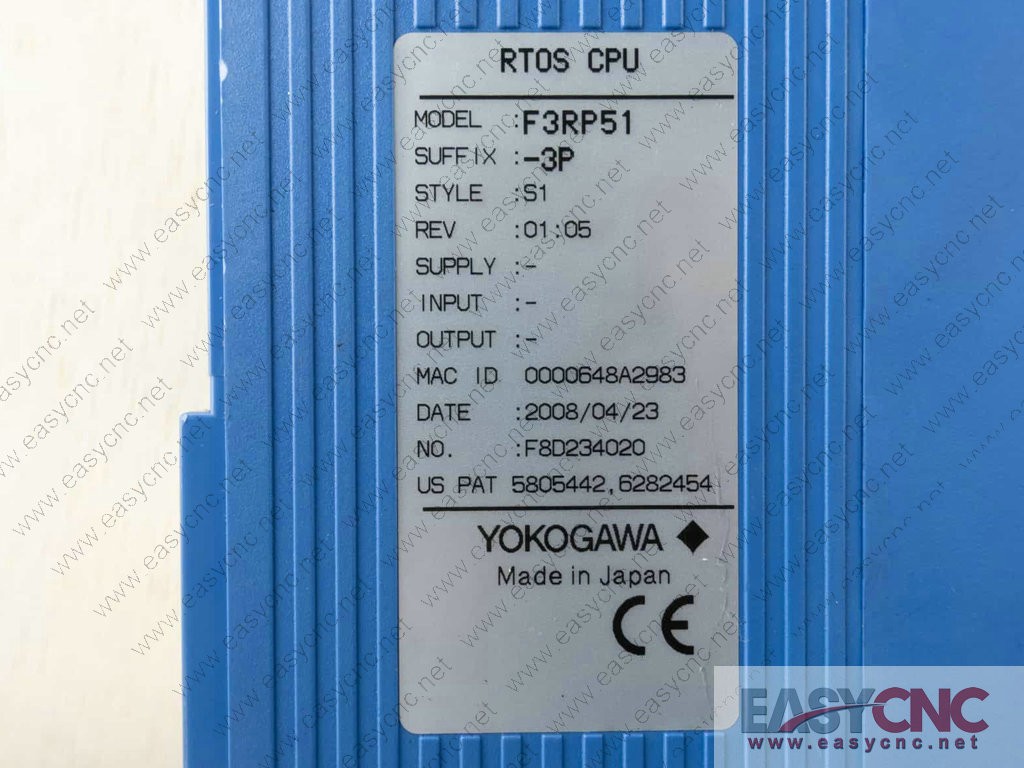 RTOS CPU
MODEL :F3RP51
SUFFIX :-3P
STYLE :S1
REV :01:05
SUPPLY :-
INPUT :-
OUTPUT :-
MAC ID 0000648A2983
DATE :2008/04/23
NO. :F8D234020
US PAT 5805442,6282454
YOKOGAWA
Made in Japan
CE
EASYCNC
www.easycnc.net